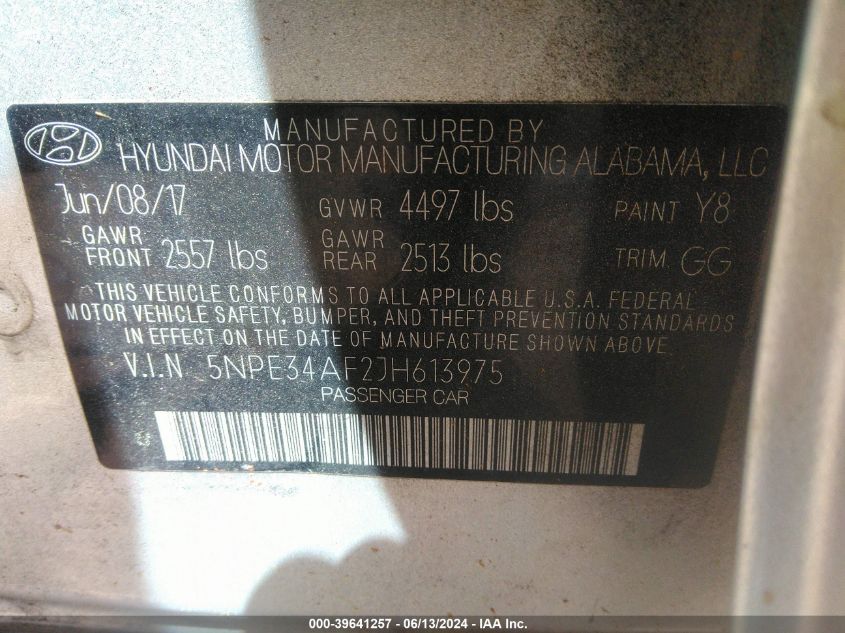 MANUFACTURED BY
HYUNDAI MOTOR MANUFACTURING ALABAMA, LLC
Jun/08/17 GVWR 4497 lbs PAINT Y8
GAWR FRONT 2557 lbs GAWR REAR 2513 lbs TRIM GG
THIS VEHICLE CONFORMS TO ALL APPLICABLE U.S.A. FEDERAL
MOTOR VEHICLE SAFETY, BUMPER, AND THEFT PREVENTION STANDARDS
IN EFFECT ON THE DATE OF MANUFACTURE SHOWN ABOVE.
V.I.N 5NPE34AF2JH613975
PASSENGER CAR
000-39641257 - 06/13/2024 - IAA Inc.